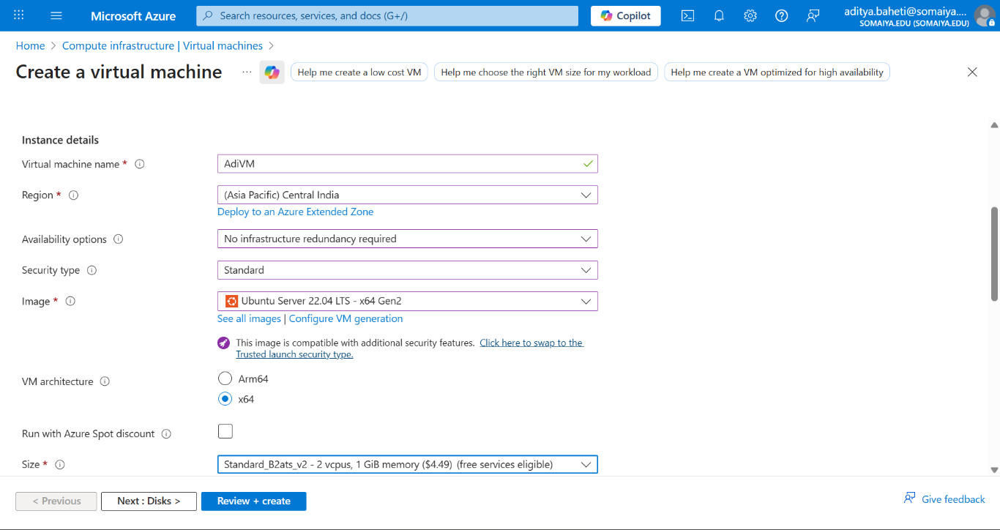 Microsoft Azure
Search resources, services, and docs (G+/)
Copilot
aditya.baheti@somaiya....
SOMAIYA.EDU (SOMAIYA.EDU)
Home > Compute infrastructure | Virtual machines >
Create a virtual machine ...
Help me create a low cost VM
Help me choose the right VM size for my workload
Help me create a VM optimized for high availability
Instance details
Virtual machine name *
AdiVM
Region *
(Asia Pacific) Central India
Deploy to an Azure Extended Zone
Availability options
No infrastructure redundancy required
Security type
Standard
Image *
Ubuntu Server 22.04 LTS - x64 Gen2
See all images | Configure VM generation
This image is compatible with additional security features. Click here to swap to the
Trusted launch security type.
VM architecture
Arm64
x64
Run with Azure Spot discount
Size *
Standard_B2ats_v2 - 2 vcpus, 1 GiB memory ($4.49) (free services eligible)
< Previous
Next : Disks >
Review + create
Give feedback